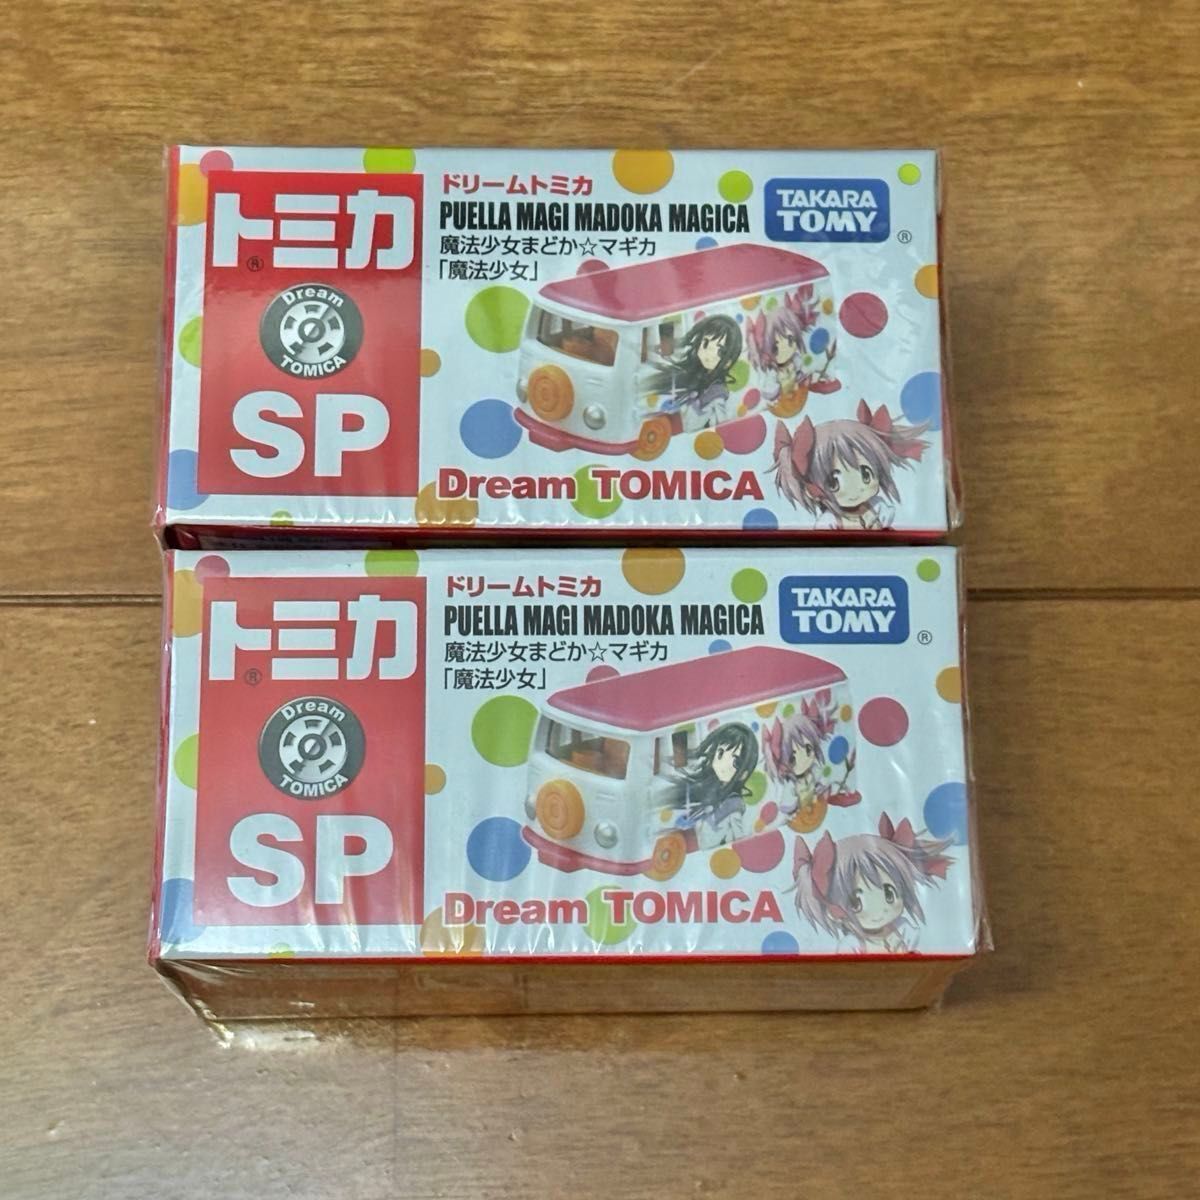 トミカ
®
Dream
TOMICA
SP
ドリームトミカ
PUELLA MAGI MADOKA MAGICA
魔法少女まどか☆マギカ
「魔法少女」
TAKARA
TOMY
®
Dream TOMICA
トミカ
®
Dream
TOMICA
SP
ドリームトミカ
PUELLA MAGI MADOKA MAGICA
魔法少女まどか☆マギカ
「魔法少女」
TAKARA
TOMY
®
Dream TOMICA